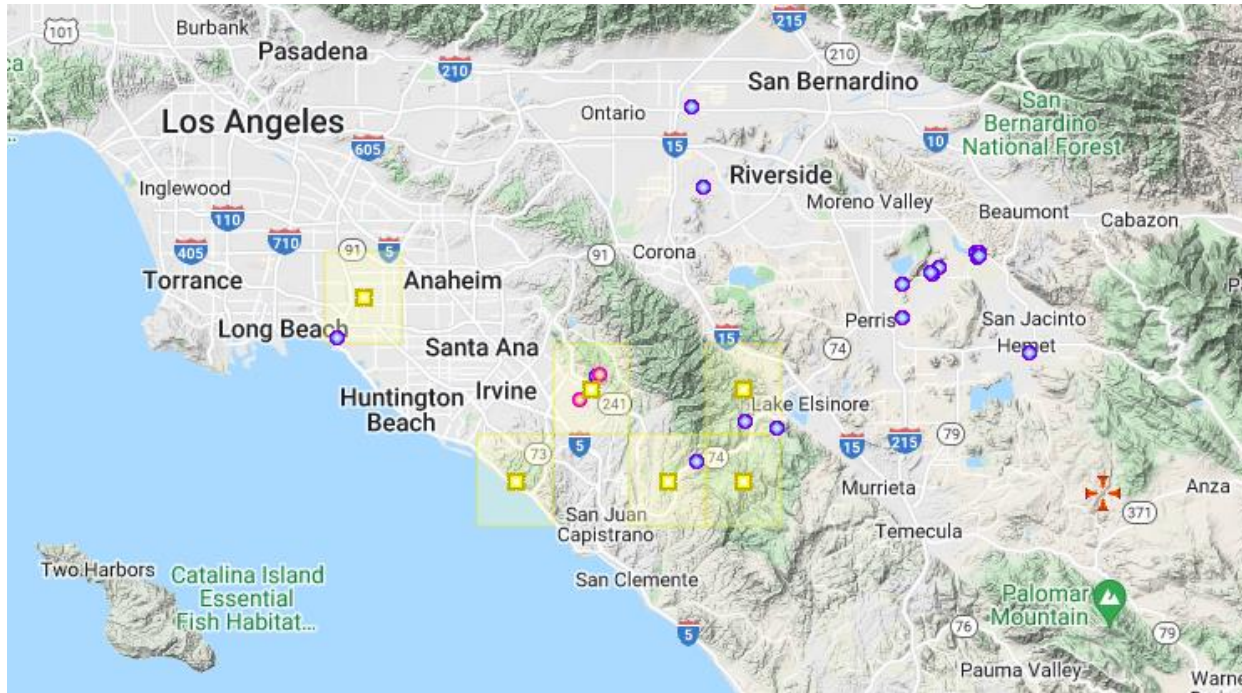 101
Burbank
Pasadena
215
210
210
San Bernardino
Ontario
San
Bernardino
National Forest
Los Angeles
605
15
10
Inglewood
Riverside
Moreno Valley
Beaumont
Cabazon
110
710
405
91
5
91
Corona
Torrance
Anaheim
Long Beach
Perris
San Jacinto
Hemet
15
74
Santa Ana
Irvine
Huntington
Beach
241
Lake Elsinore
5
73
74
15
215
79
Murrieta
Anza
371
San Juan
Capistrano
Temecula
San Clemente
Two Harbors
Catalina Island
Essential
Fish Habitat...
5
Palomar
Mountain
76
79
Pauma Valley